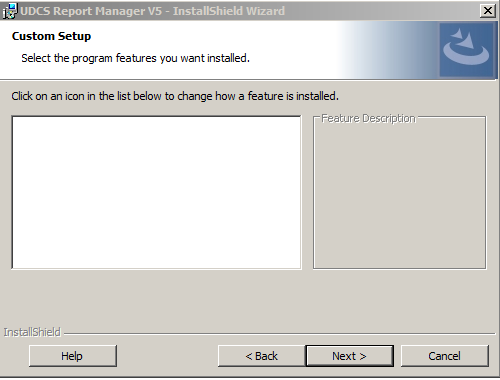 UDCS Report Manager V5 - InstallShield Wizard
Custom Setup
Select the program features you want installed.
Click on an icon in the list below to change how a feature is installed.
Feature Description
InstallShield
Help
< Back
Next >
Cancel